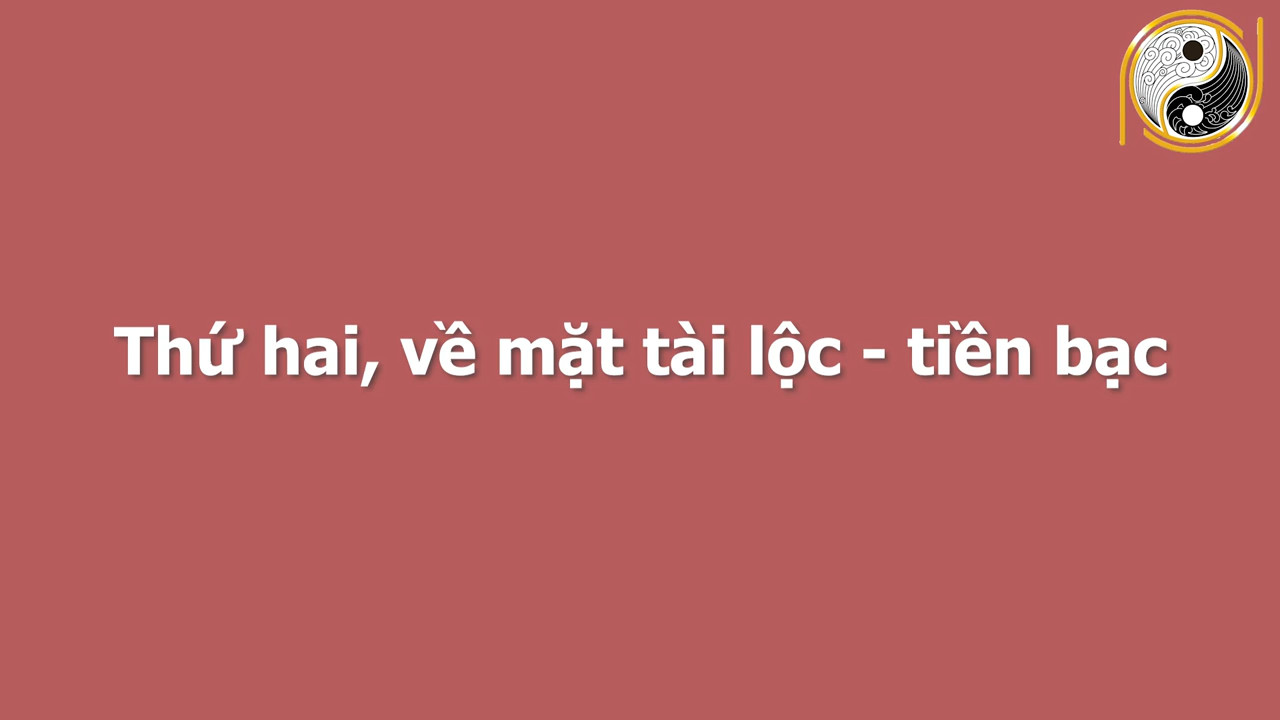 Thứ hai, về mặt tài lộc - tiền bạc